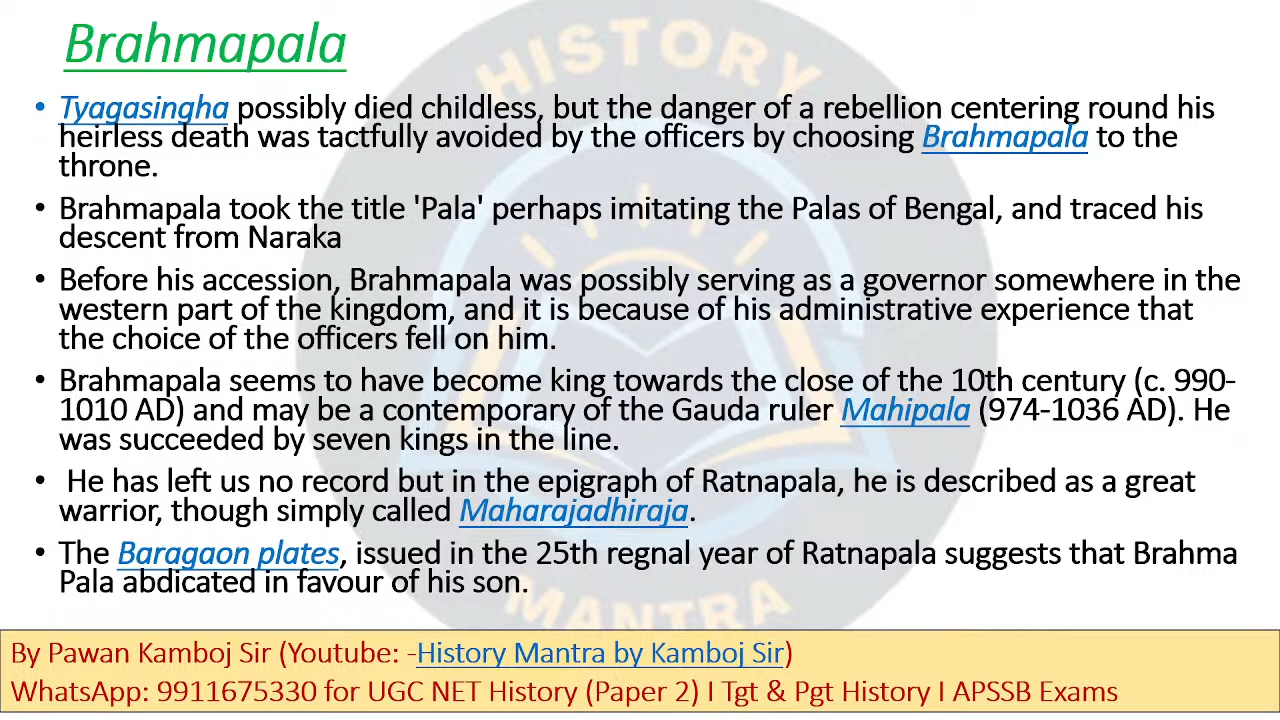 Brahmapala
• Tyagasingha possibly died childless, but the danger of a rebellion centering round his
heirless death was tactfully avoided by the officers by choosing Brahmapala to the
throne.
• Brahmapala took the title 'Pala' perhaps imitating the Palas of Bengal, and traced his
descent from Naraka
• Before his accession, Brahmapala was possibly serving as a governor somewhere in the
western part of the kingdom, and it is because of his administrative experience that
the choice of the officers fell on him.
• Brahmapala seems to have become king towards the close of the 10th century (c. 990-
1010 AD) and may be a contemporary of the Gauda ruler Mahipala (974-1036 AD). He
was succeeded by seven kings in the line.
• He has left us no record but in the epigraph of Ratnapala, he is described as a great
warrior, though simply called Maharajadhiraja.
• The Baragaon plates, issued in the 25th regnal year of Ratnapala suggests that Brahma
Pala abdicated in favour of his son.
HISTORY
MANTRA
By Pawan Kamboj Sir (Youtube: -History Mantra by Kamboj Sir)
WhatsApp: 9911675330 for UGC NET History (Paper 2) I Tgt & Pgt History I APSSB Exams